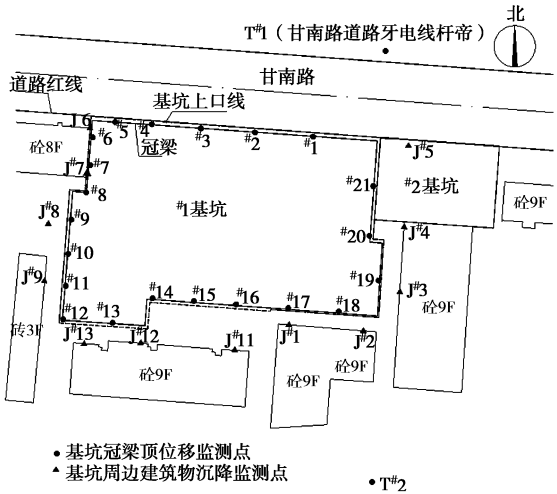 北
T#1（甘南路道路牙电线杆帝）
甘南路
道路红线
基坑上口线
J6
#6
#5
#4
#3
#2
#1
冠梁
J#5
砼8F
J#7
#7
#8
#21
#2基坑
砼9F
J#8
#9
#1基坑
#20
J#4
#10
J#9
#11
#19
J#3
#14
#15
#16
#17
#18
砼9F
#12
#13
砖3F
J#13
J#12
J#11
J#1
J#2
砼9F
砼9F
砼9F
基坑冠梁顶位移监测点
基坑周边建筑物沉降监测点
T#2